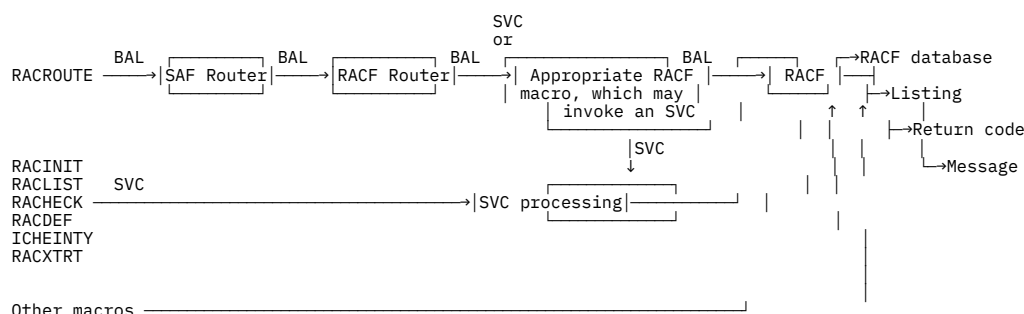 SVC
or
BAL BAL BAL BAL RACF database
RACROUTE SAF Router RACF Router Appropriate RACF RACF
macro, which may Listing
invoke an SVC
Return code
SVC
RACINIT Message
RACLIST SVC
RACHECK SVC processing
RACDEF
ICHEINTY
RACXTRT
Other macros